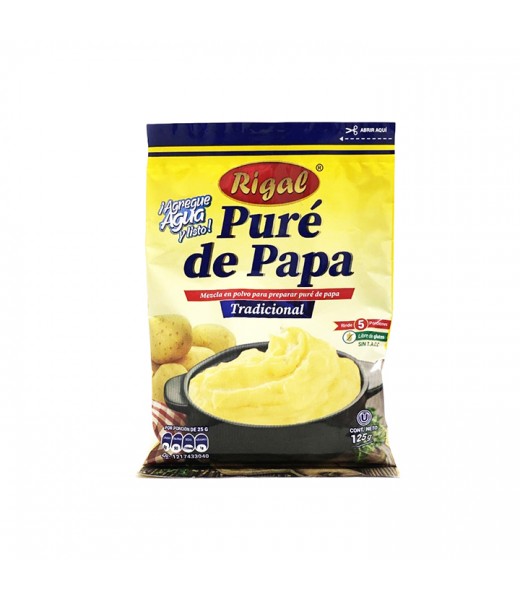 ABRIR AQUÍ
Rigal®
¡Agregue
Agua
y listo!
Puré
de Papa
Mezcla en polvo para preparar puré de papa
Tradicional
5
Libre de gluten
SIN T.A.C.C
POR PORCIÓN DE 25 G
U
CONT. NETO
125g